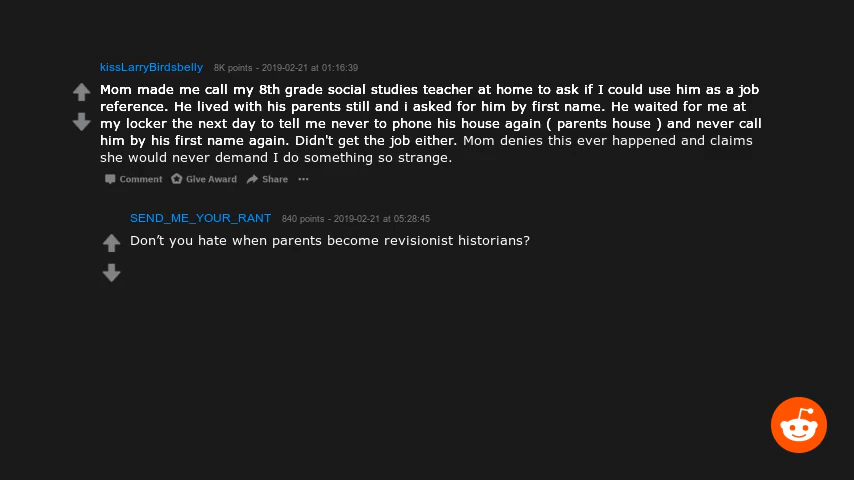 kissLarryBirdsbelly 8K points - 2019-02-21 at 01:16:39
Mom made me call my 8th grade social studies teacher at home to ask if I could use him as a job
reference. He lived with his parents still and i asked for him by first name. He waited for me at
my locker the next day to tell me never to phone his house again ( parents house ) and never call
him by his first name again. Didn't get the job either. Mom denies this ever happened and claims
she would never demand I do something so strange.
Comment Give Award Share ...
SEND_ME_YOUR_RANT 840 points - 2019-02-21 at 05:28:45
Don’t you hate when parents become revisionist historians?